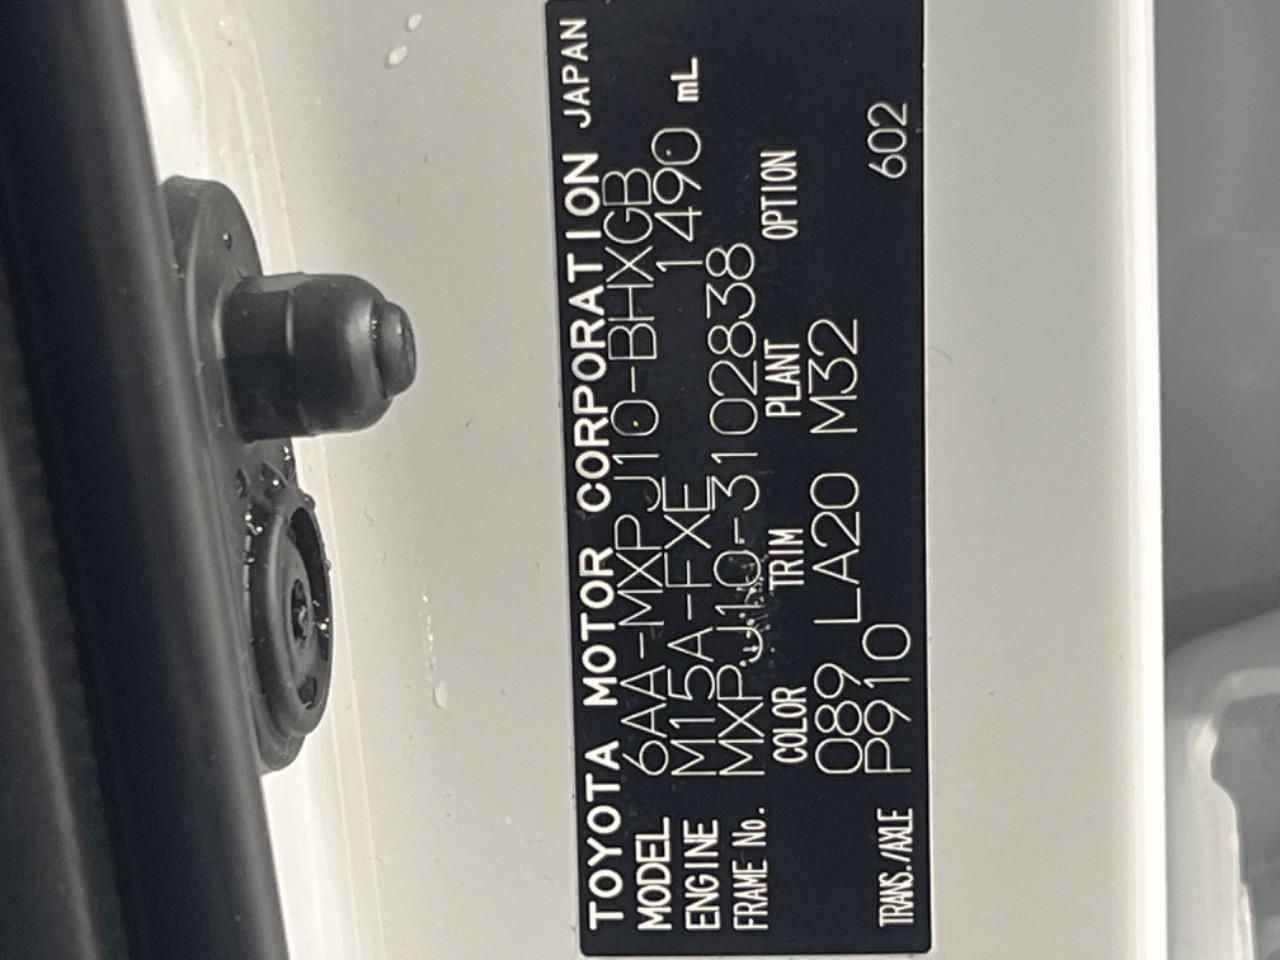 TOYOTA MOTOR CORPORATION JAPAN
MODEL 6AA-MXPJ10-BHXGB
ENGINE M15A-FXE 1490 mL
FRAME No. MXPJ10-3102838
COLOR TRIM PLANT OPTION
089 LA20 M32
TRANS./AXLE P910 602